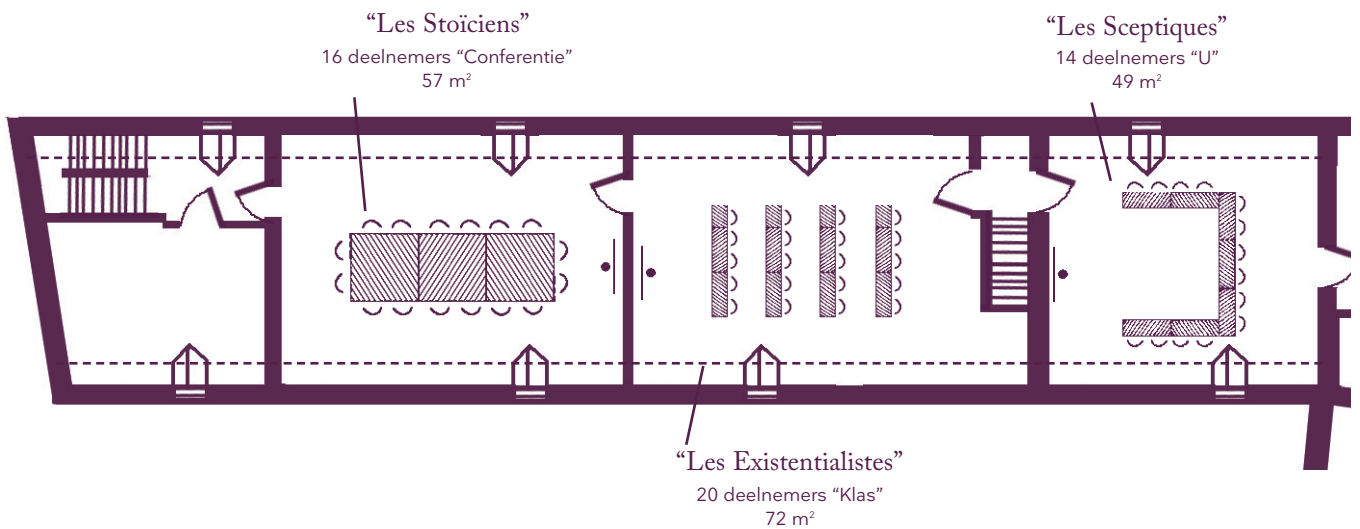 “Les Stoïciens”
16 deelnemers “Conferentie”
57 m²
“Les Sceptiques”
14 deelnemers “U”
49 m²
“Les Existentialistes”
20 deelnemers “Klas”
72 m²